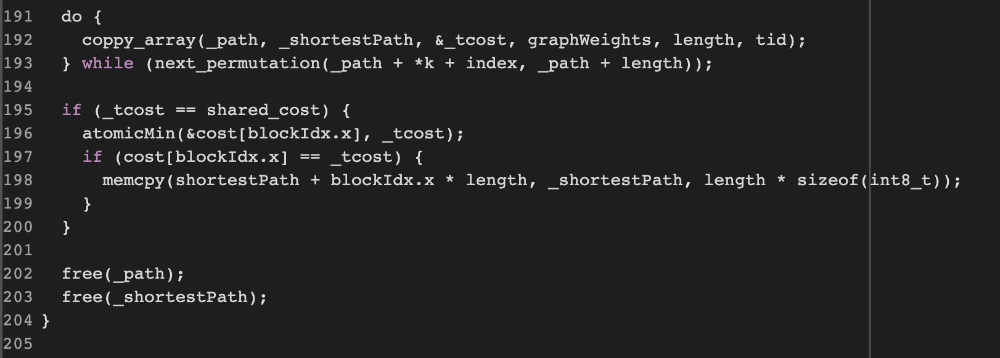 191 do {
192 coppy_array(_path, _shortestPath, &_tcost, graphWeights, length, tid);
193 } while (next_permutation(_path + *k + index, _path + length));
194
195 if (_tcost == shared_cost) {
196 atomicMin(&cost[blockIdx.x], _tcost);
197 if (cost[blockIdx.x] == _tcost) {
198 memcpy(shortestPath + blockIdx.x * length, _shortestPath, length * sizeof(int8_t));
199 }
200 }
201
202 free(_path);
203 free(_shortestPath);
204 }
205